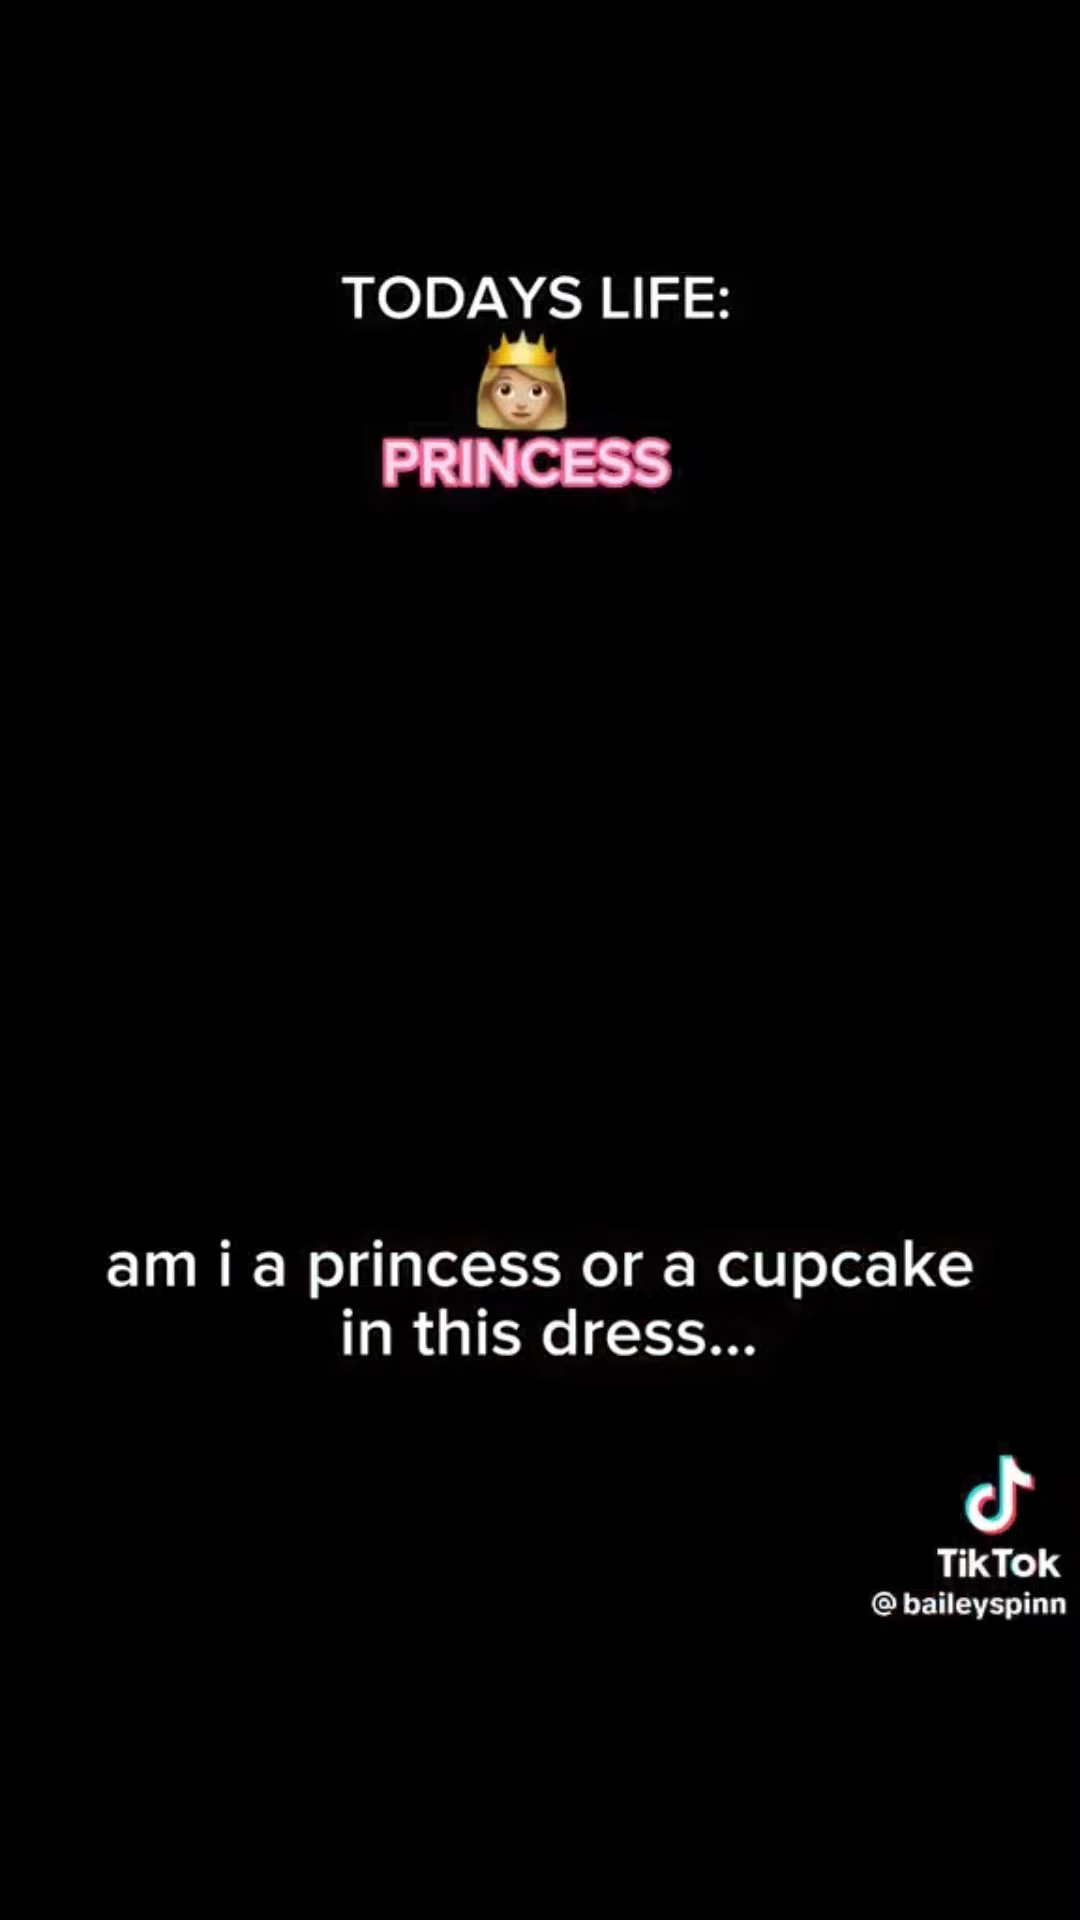 TODAYS LIFE:
👸🏼
PRINCESS
am i a princess or a cupcake
in this dress...
TikTok
@baileyspinn